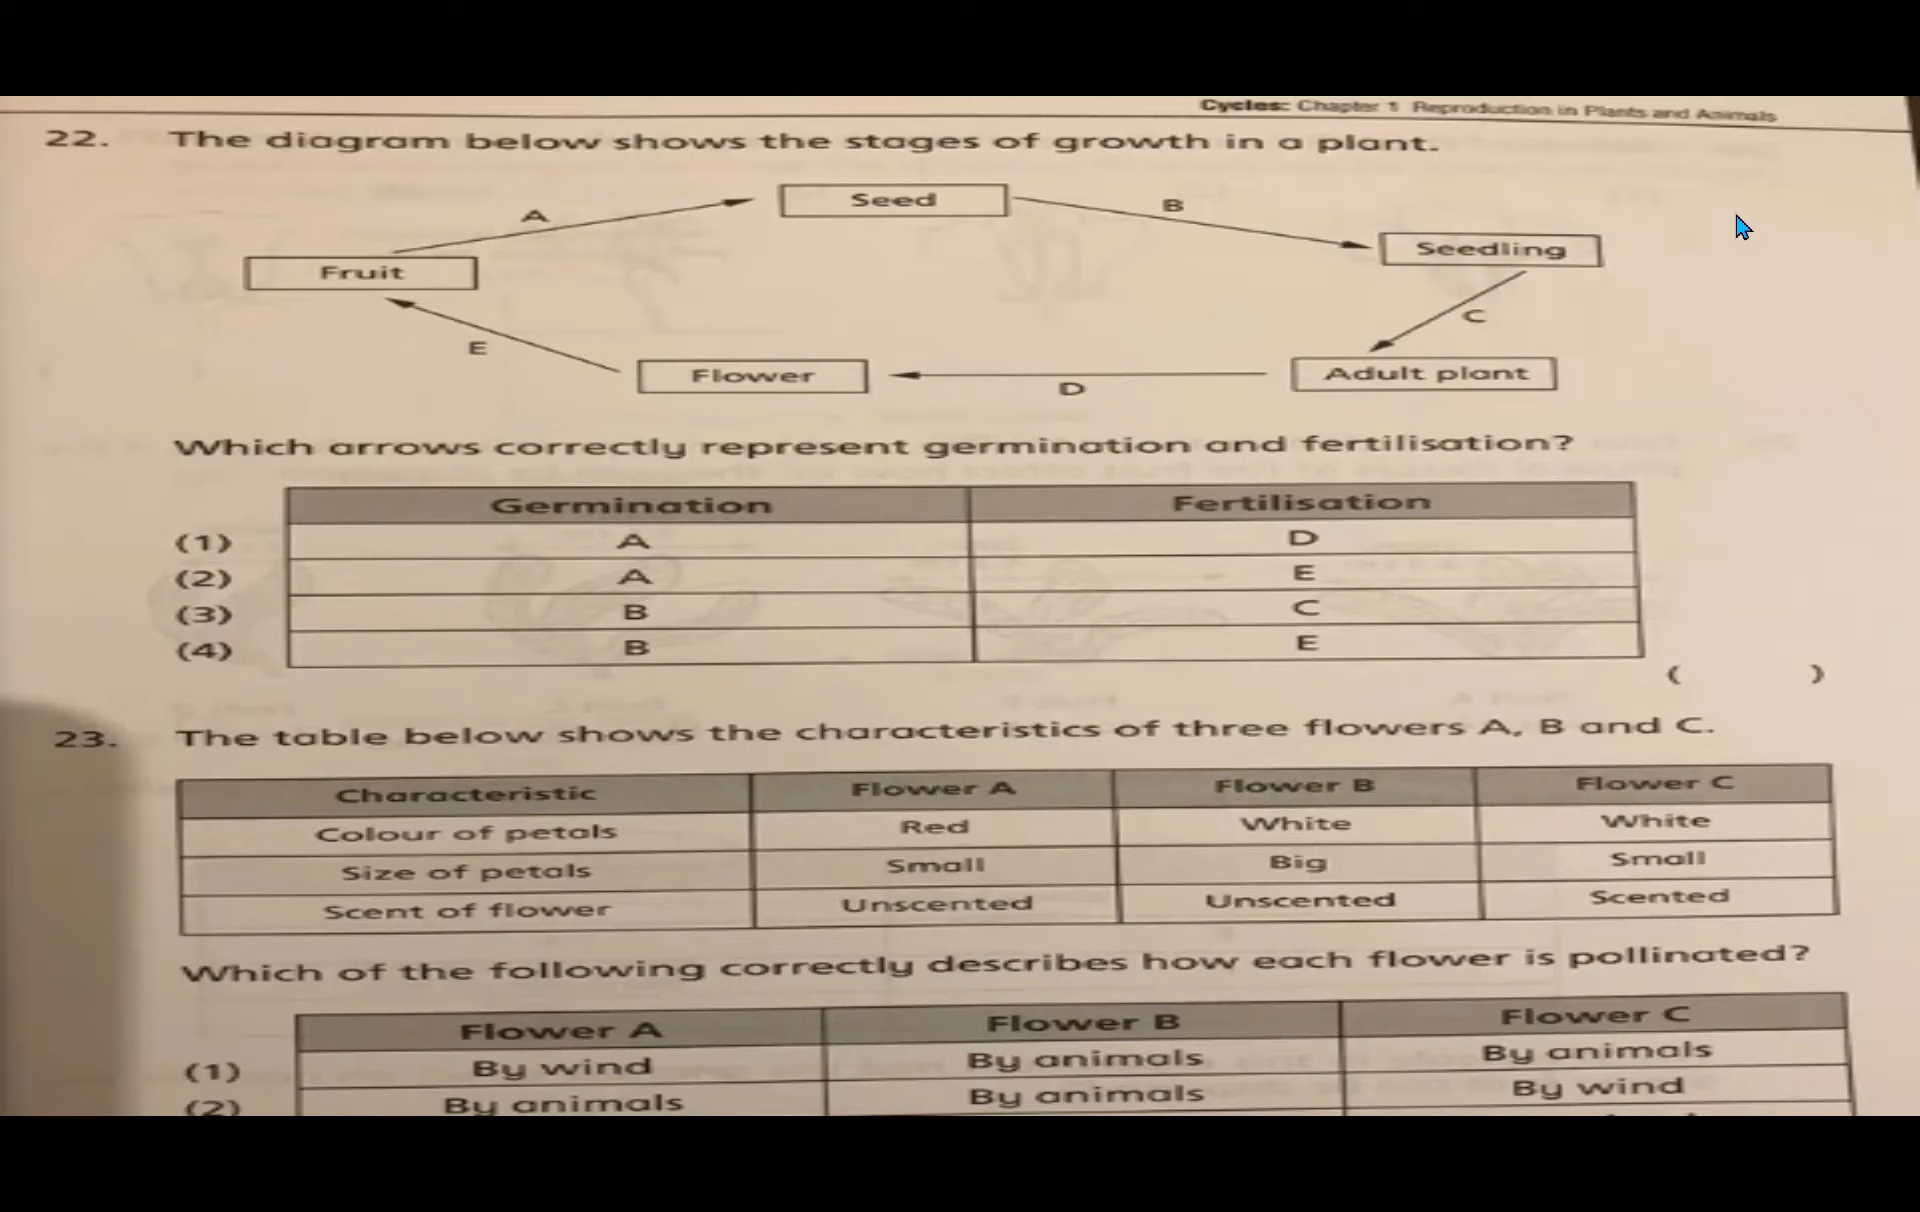 Cycles: Chapter 1 Reproduction in Plants and Animals
22. The diagram below shows the stages of growth in a plant.
Seed
A
B
Seedling
Fruit
C
E
Flower
D
Adult plant
Which arrows correctly represent germination and fertilisation?
Germination Fertilisation
(1) A D
(2) A E
(3) B C
(4) B E
( )
23. The table below shows the characteristics of three flowers A, B and C.
Characteristic Flower A Flower B Flower C
Colour of petals Red White White
Size of petals Small Big Small
Scent of flower Unscented Unscented Scented
Which of the following correctly describes how each flower is pollinated?
Flower A Flower B Flower C
(1) By wind By animals By animals
(2) By animals By animals By wind